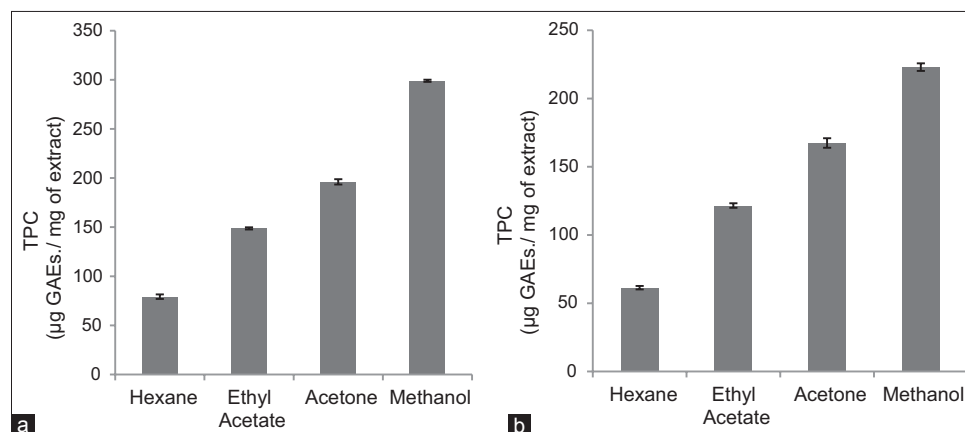 350
300
250
200
150
100
50
0
TPC
(µg GAEs./ mg of extract)
Hexane
Ethyl
Acetate
Acetone
Methanol
a
250
200
150
100
50
0
TPC
(µg GAEs./ mg of extract)
Hexane
Ethyl
Acetate
Acetone
Methanol
b